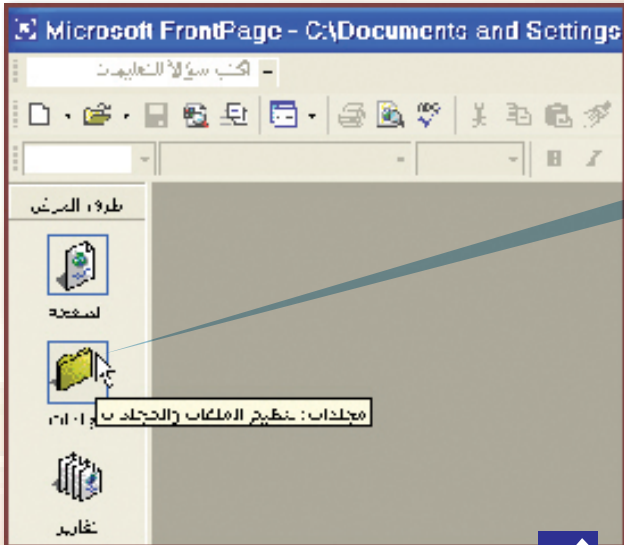 Microsoft FrontPage - C:\Documents and Settings
اكتب سؤالاً للتعليمات
طرق العرض
الصفحة
مجلدات: تنظيم الملفات والمجلدات
تقارير